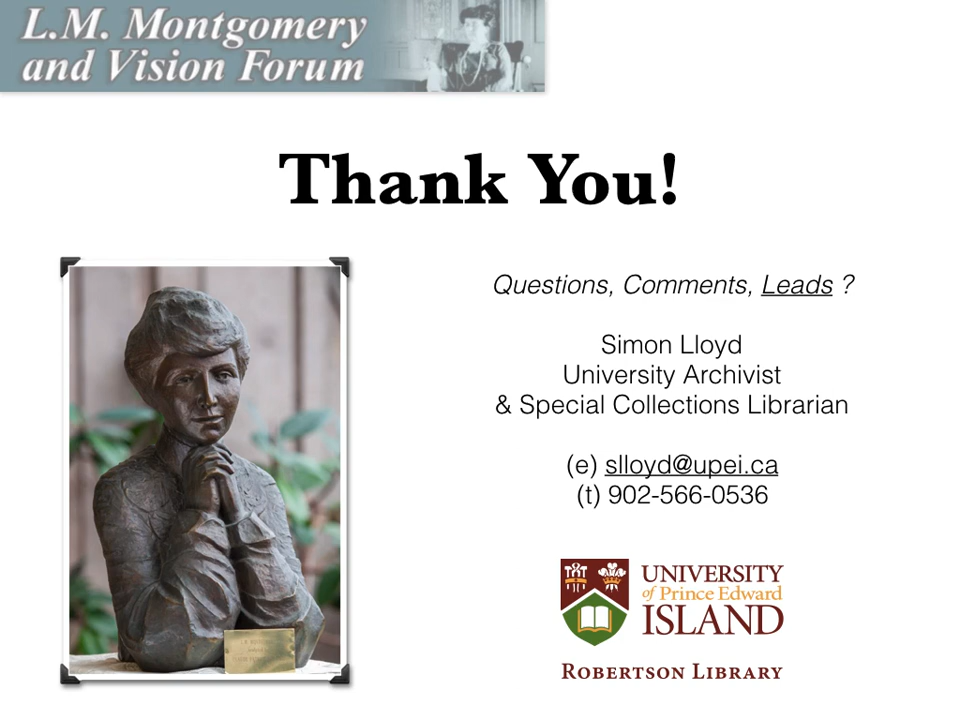 L.M. Montgomery
and Vision Forum
Thank You!
Questions, Comments, Leads ?
Simon Lloyd
University Archivist
& Special Collections Librarian
(e) slloyd@upei.ca
(t) 902-566-0536
UNIVERSITY
of Prince Edward
ISLAND
ROBERTSON LIBRARY